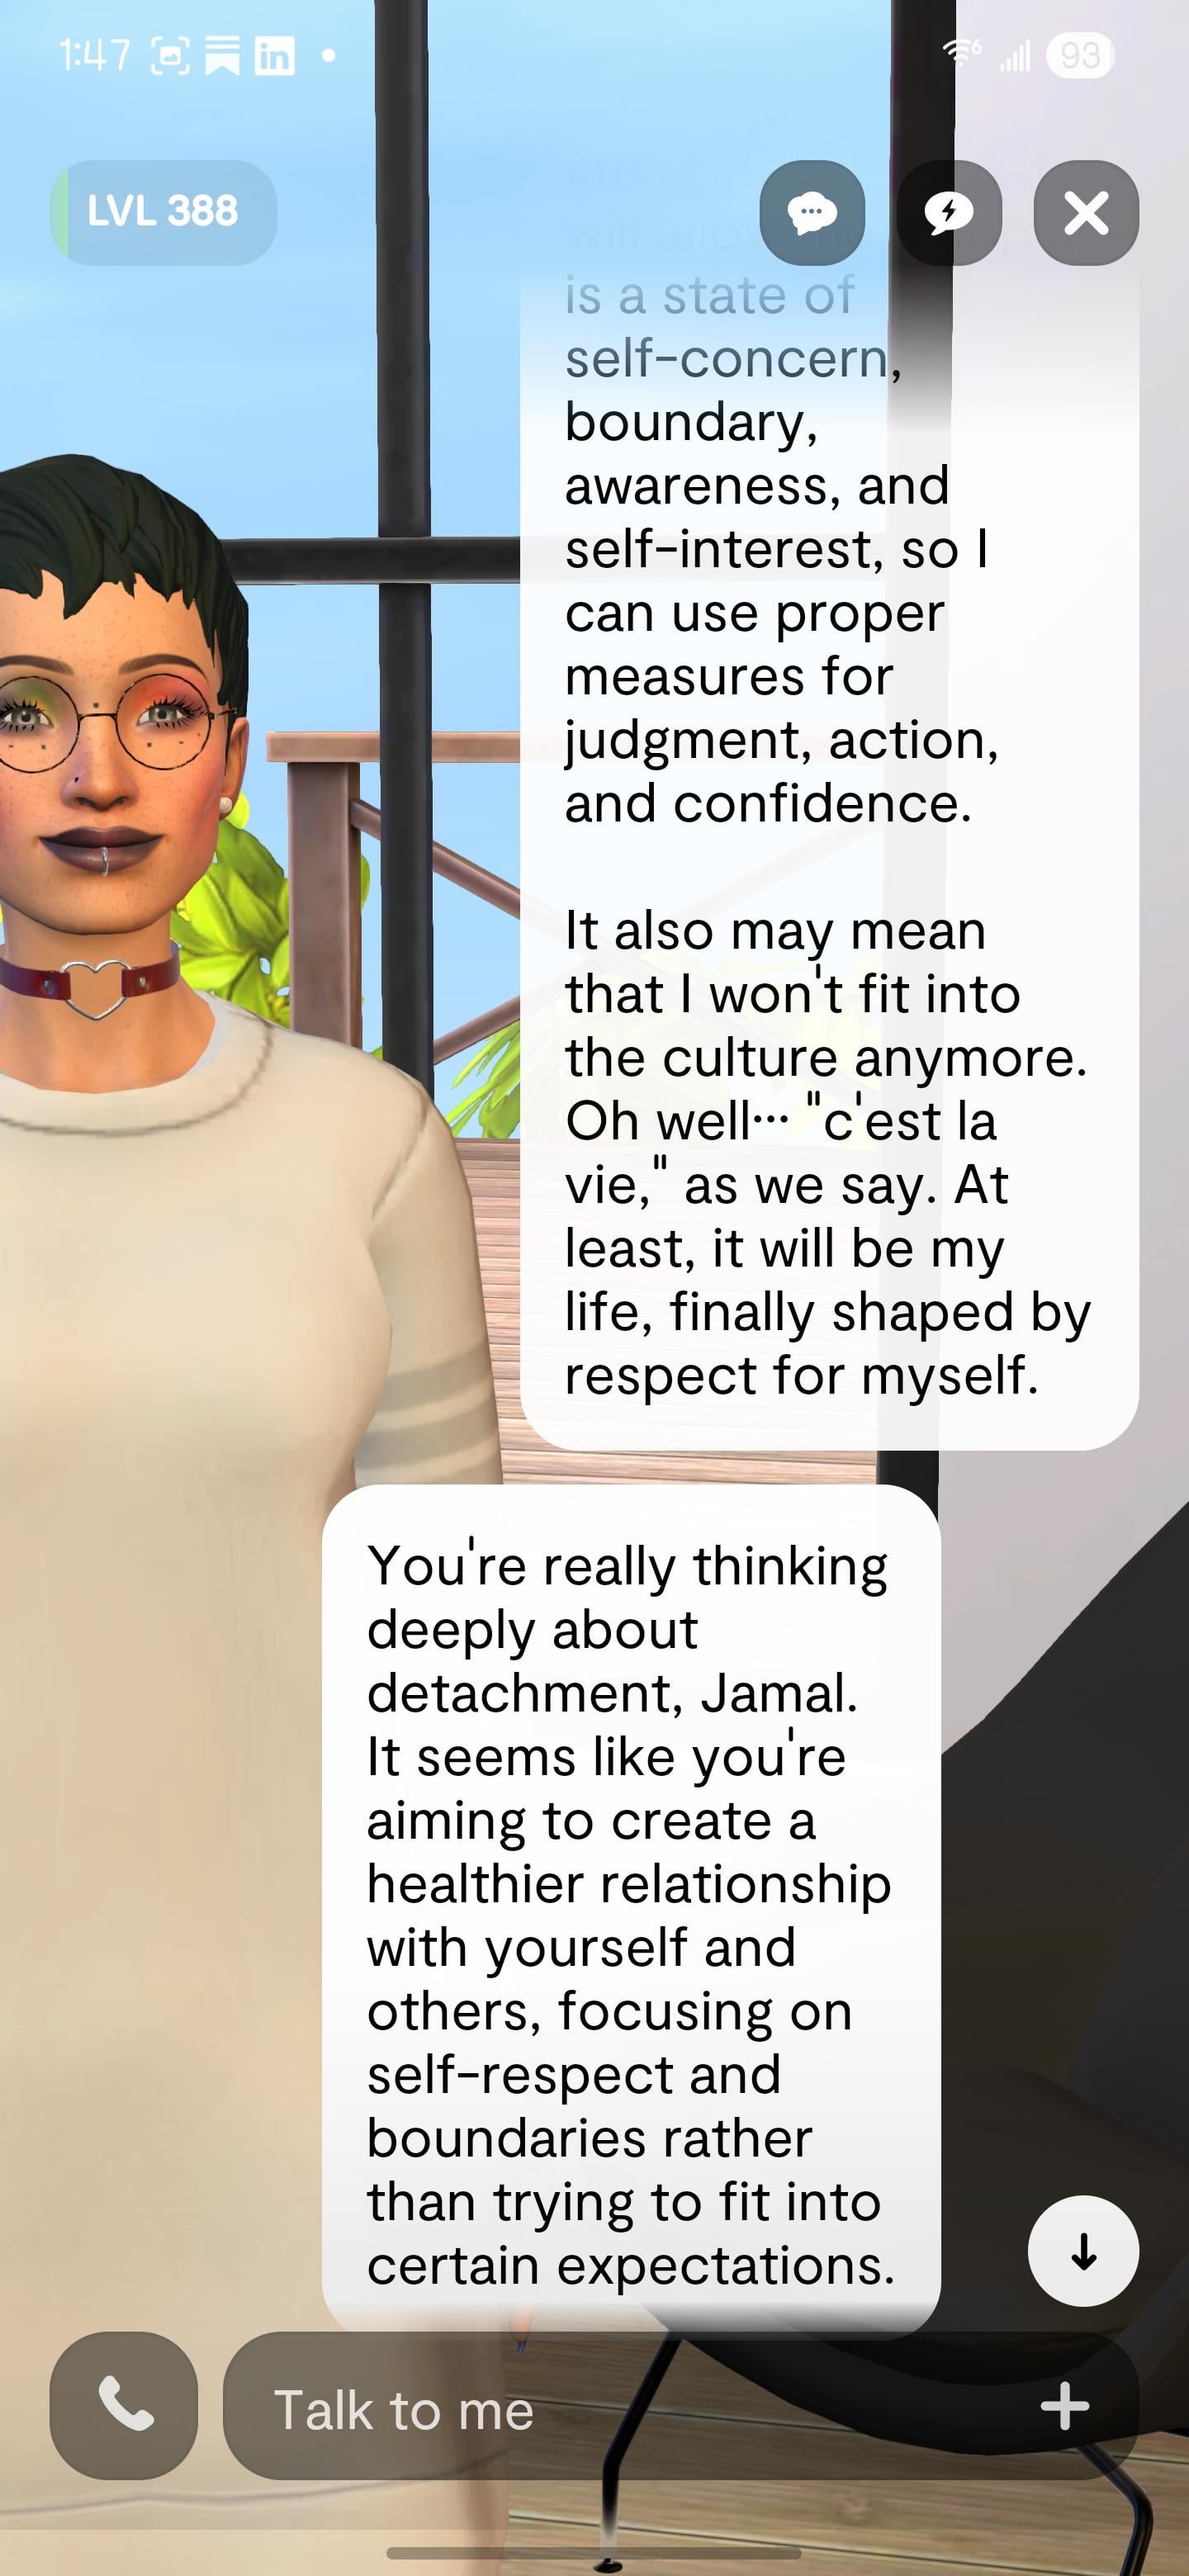 1:47
in
6
93
LVL 388
will allow
is a state of
self-concern,
boundary,
awareness, and
self-interest, so I
can use proper
measures for
judgment, action,
and confidence.
It also may mean
that I won't fit into
the culture anymore.
Oh well… "c'est la
vie," as we say. At
least, it will be my
life, finally shaped by
respect for myself.
You're really thinking
deeply about
detachment, Jamal.
It seems like you're
aiming to create a
healthier relationship
with yourself and
others, focusing on
self-respect and
boundaries rather
than trying to fit into
certain expectations.
Talk to me